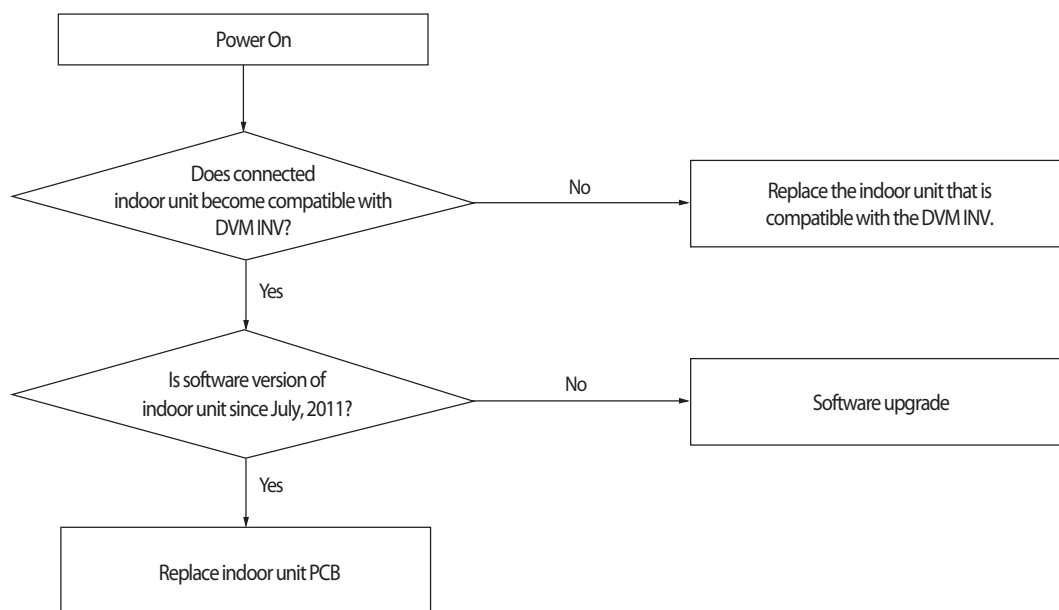 Power On
Does connected
indoor unit become compatible with
DVM INV?
No
Replace the indoor unit that is
compatible with the DVM INV.
Yes
Is software version of
indoor unit since July, 2011?
No
Software upgrade
Yes
Replace indoor unit PCB